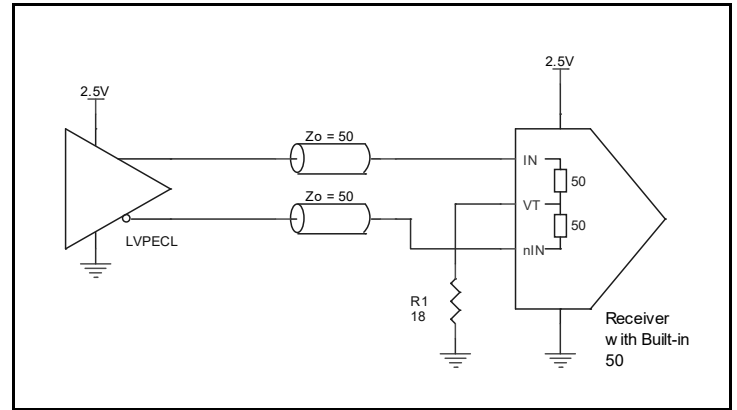 2.5V
2.5V
Zo = 50
IN
50
Zo = 50
VT
50
nIN
LVPECL
R1
18
Receiver
with Built-in
50